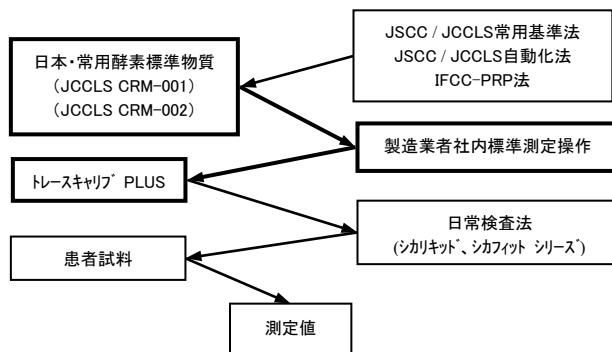 JSCC / JCCLS常用基準法
JSCC / JCCLS自動化法
IFCC-PRP法
日本・常用酵素標準物質
(JCCLS CRM-001)
(JCCLS CRM-002)
製造業者社内標準測定操作
ﾄﾚｰｽｷｬﾘﾌﾞ PLUS
日常検査法
(ｼｶﾘｷｯﾄﾞ、ｼｶﾌｨｯﾄ ｼﾘｰｽﾞ)
患者試料
測定値